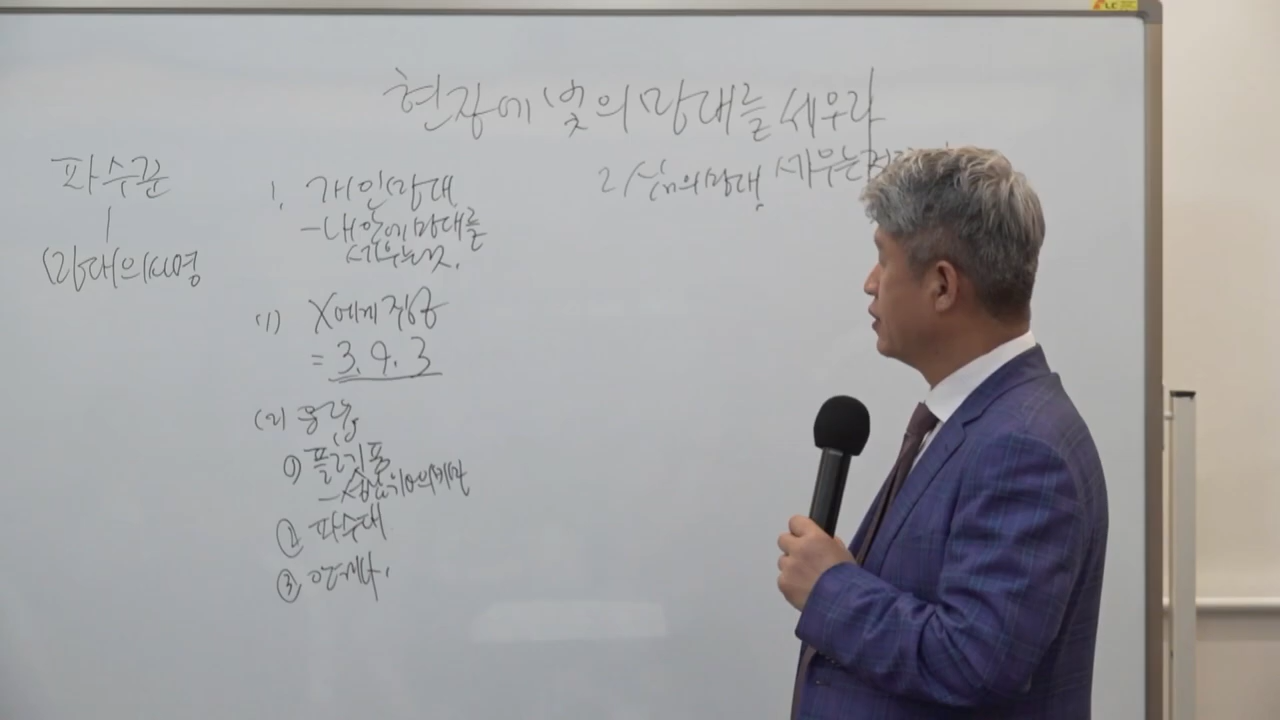 현장에 빛의 망대를 세우라
파수꾼
망대의 사명
1. 개인망대
- 내 안에 망대를
세우는 것.
(1) X에게 집중
= 3. 9. 3
(2) 응답
① 플랫폼
② 파수대
③ 안테나.
2. 삶의 망대, 세우는